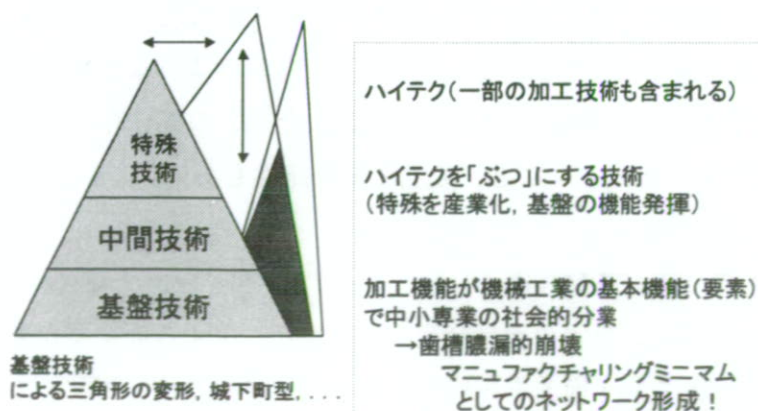 特殊
技術
中間技術
基盤技術
基盤技術
による三角形の変形, 城下町型, . . . .
ハイテク(一部の加工技術も含まれる)
ハイテクを「ぶつ」にする技術
(特殊を産業化, 基盤の機能発揮)
加工機能が機械工業の基本機能(要素)
で中小専業の社会的分業
→歯槽膿漏的崩壊
マニュファクチャリングミニマム
としてのネットワーク形成!